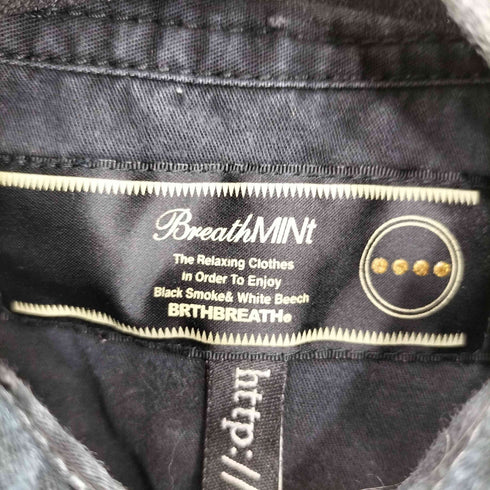 BreathMINt
The Relaxing Clothes
in Order To Enjoy
Black Smoke& White Beech
BRTHBREATH
http://